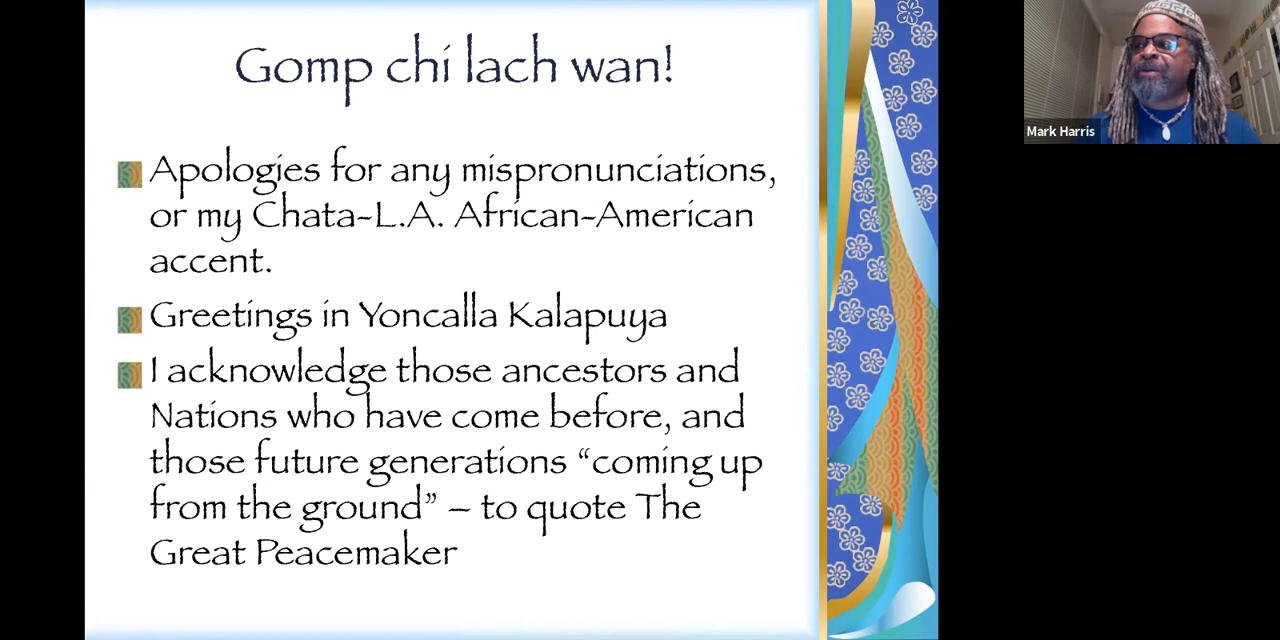 Gomp chi lach wan!
Apologies for any mispronunciations,
or my Chata-L.A. African-American
accent.
Greetings in Yoncalla Kalapuya
I acknowledge those ancestors and
Nations who have come before, and
those future generations “coming up
from the ground” – to quote The
Great Peacemaker
Mark Harris